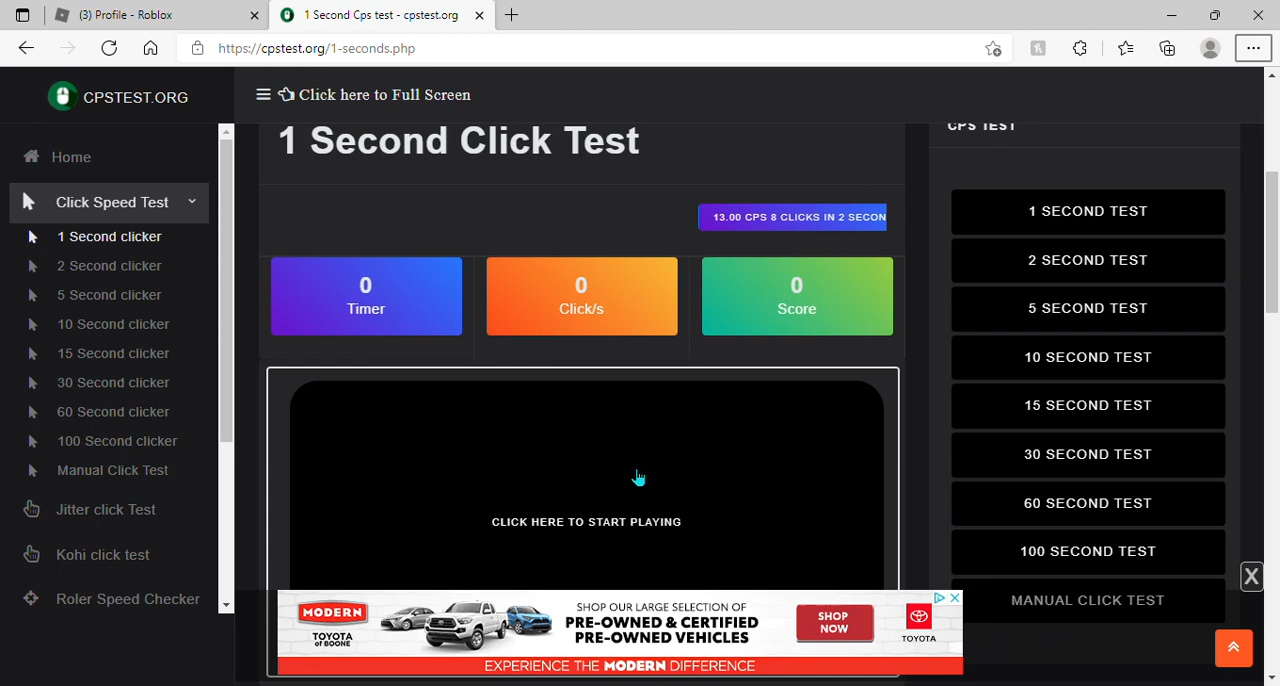 (3) Profile - Roblox
1 Second Cps test - cpstest.org
https://cpstest.org/1-seconds.php
CPSTEST.ORG
Click here to Full Screen
Home
Click Speed Test
1 Second clicker
2 Second clicker
5 Second clicker
10 Second clicker
15 Second clicker
30 Second clicker
60 Second clicker
100 Second clicker
Manual Click Test
Jitter click Test
Kohi click test
Roler Speed Checker
1 Second Click Test
13.00 CPS 8 CLICKS IN 2 SECON
0
Timer
0
Click/s
0
Score
CLICK HERE TO START PLAYING
CPS TEST
1 SECOND TEST
2 SECOND TEST
5 SECOND TEST
10 SECOND TEST
15 SECOND TEST
30 SECOND TEST
60 SECOND TEST
100 SECOND TEST
MANUAL CLICK TEST
X
MODERN
TOYOTA
of BOONE
SHOP OUR LARGE SELECTION OF
PRE-OWNED & CERTIFIED
PRE-OWNED VEHICLES
SHOP
NOW
TOYOTA
EXPERIENCE THE MODERN DIFFERENCE